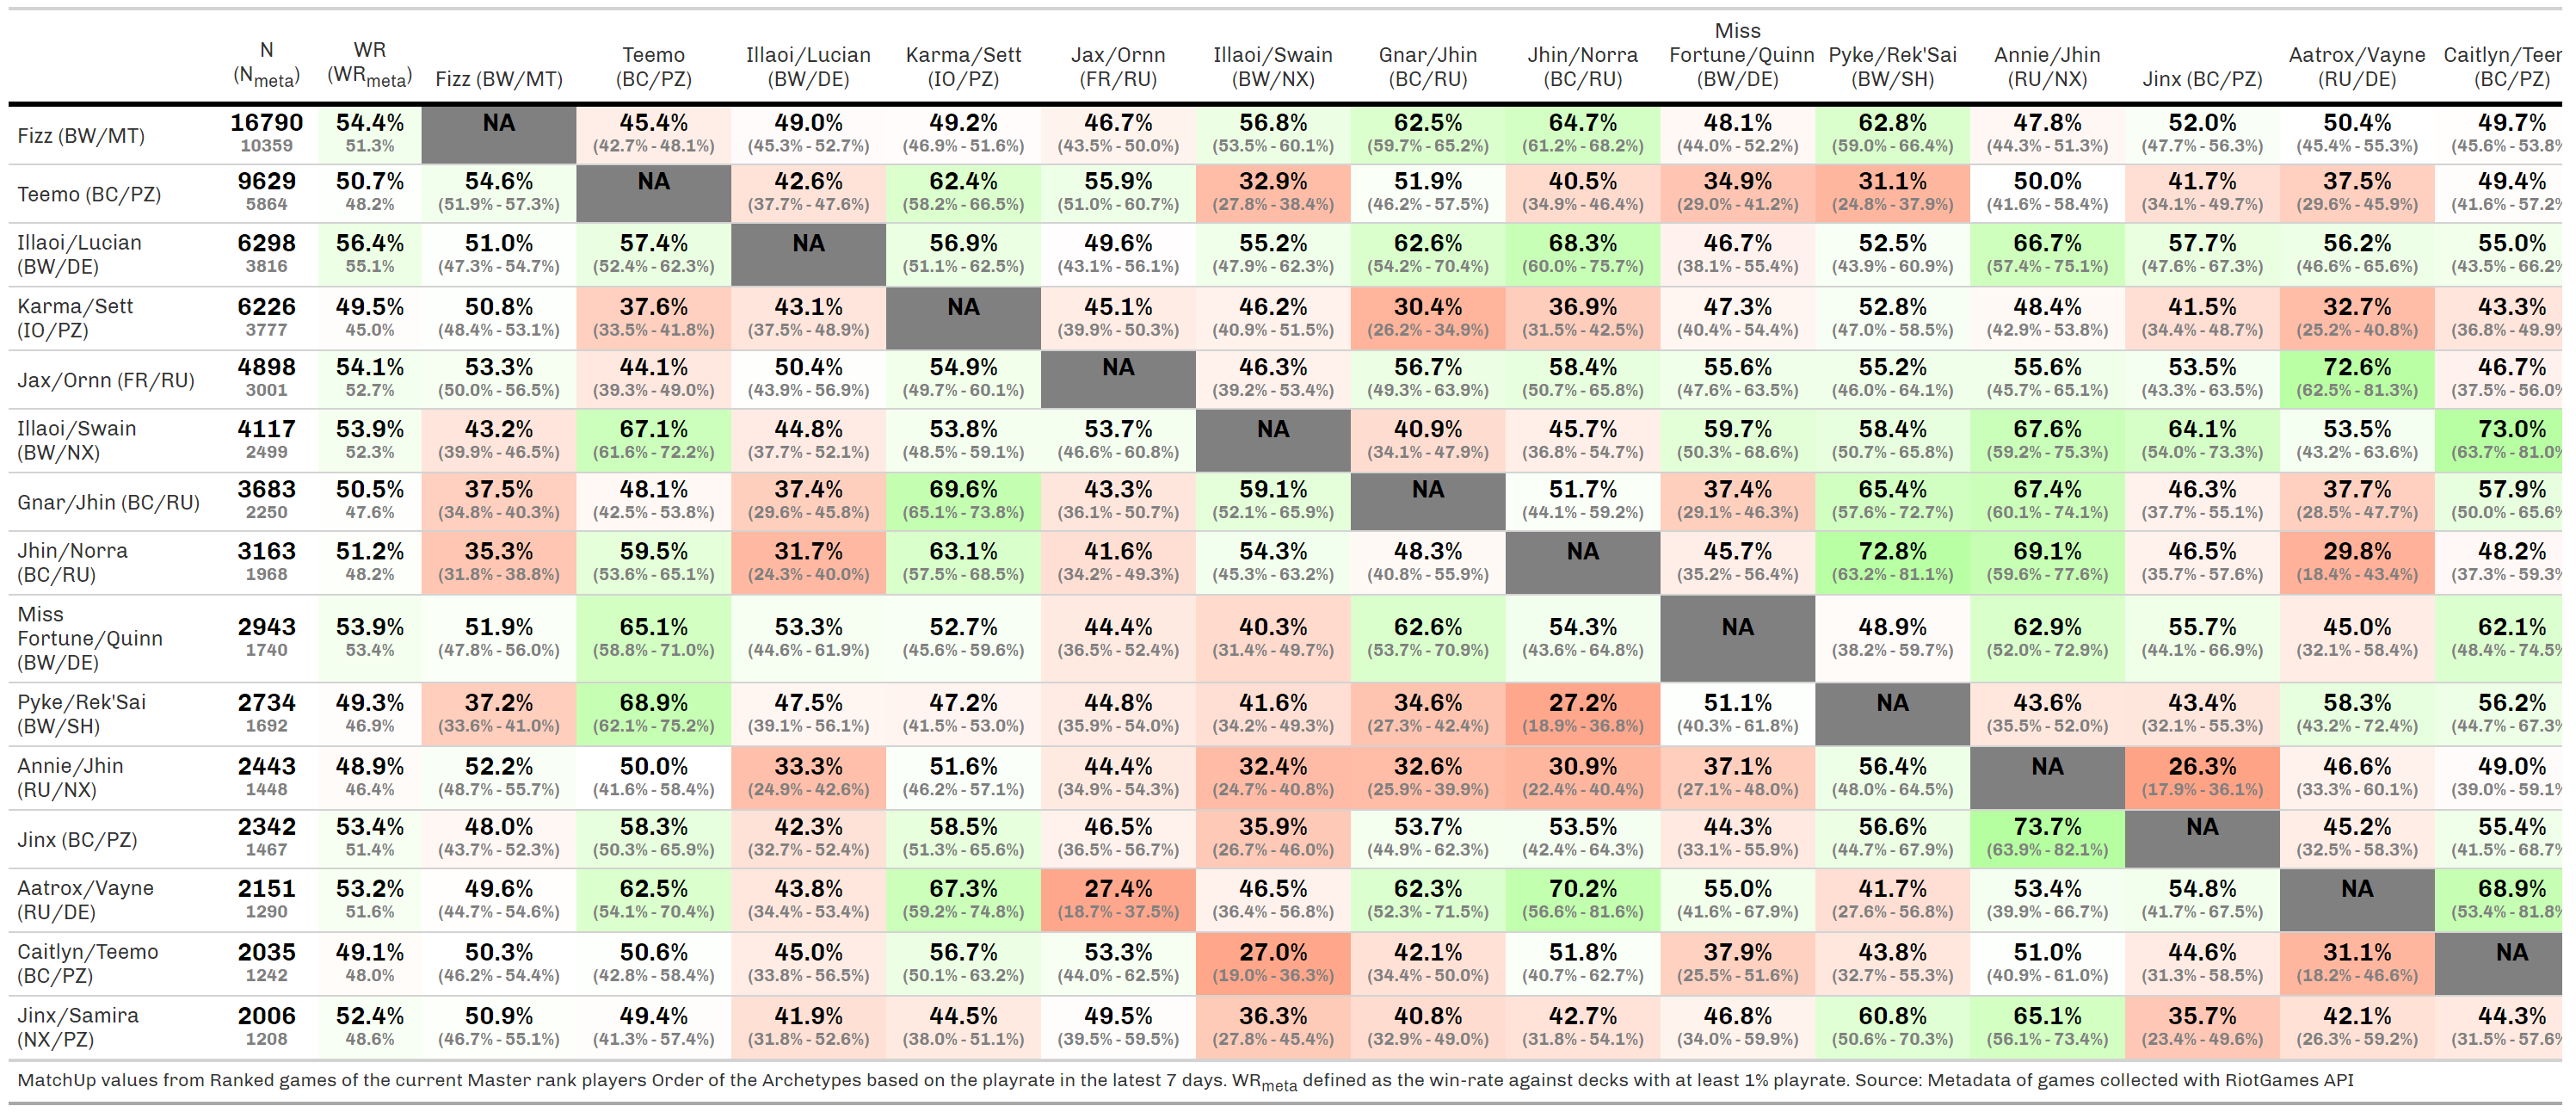 N (Nmeta) WR (WRmeta) Fizz (BW/MT) Teemo (BC/PZ) Illaoi/Lucian (BW/DE) Karma/Sett (IO/PZ) Jax/Ornn (FR/RU) Illaoi/Swain (BW/NX) Gnar/Jhin (BC/RU) Jhin/Norra (BC/RU) Miss Fortune/Quinn (BW/DE) Pyke/Rek'Sai (BW/SH) Annie/Jhin (RU/NX) Jinx (BC/PZ) Aatrox/Vayne (RU/DE) Caitlyn/Teer (BC/PZ)
Fizz (BW/MT) 16790 54.4% NA 45.4% 49.0% 49.2% 46.7% 56.8% 62.5% 64.7% 48.1% 62.8% 47.8% 52.0% 50.4% 49.7%
10359 51.3% (42.7% - 48.1%) (45.3% - 52.7%) (46.9% - 51.6%) (43.5% - 50.0%) (53.5% - 60.1%) (59.7% - 65.2%) (61.2% - 68.2%) (44.0% - 52.2%) (59.0% - 66.4%) (44.3% - 51.3%) (47.7% - 56.3%) (45.4% - 55.3%) (45.6% - 53.8%
Teemo (BC/PZ) 9629 50.7% 54.6% NA 42.6% 62.4% 55.9% 32.9% 51.9% 40.5% 34.9% 31.1% 50.0% 41.7% 37.5% 49.4%
5864 48.2% (51.9% - 57.3%) (37.7% - 47.6%) (58.2% - 66.5%) (51.0% - 60.7%) (27.8% - 38.4%) (46.2% - 57.5%) (34.9% - 46.4%) (29.0% - 41.2%) (24.8% - 37.9%) (41.6% - 58.4%) (34.1% - 49.7%) (29.6% - 45.9%) (41.6% - 57.2%
Illaoi/Lucian 6298 56.4% 51.0% 57.4% NA 56.9% 49.6% 55.2% 62.6% 68.3% 46.7% 52.5% 66.7% 57.7% 56.2% 55.0%
(BW/DE) 3816 55.1% (47.3% - 54.7%) (52.4% - 62.3%) (51.1% - 62.5%) (43.1% - 56.1%) (47.9% - 62.3%) (54.2% - 70.4%) (60.0% - 75.7%) (38.1% - 55.4%) (43.9% - 60.9%) (57.4% - 75.1%) (47.6% - 67.3%) (46.6% - 65.6%) (43.5% - 66.2%
Karma/Sett 6226 49.5% 50.8% 37.6% 43.1% NA 45.1% 46.2% 30.4% 36.9% 47.3% 52.8% 48.4% 41.5% 32.7% 43.3%
(IO/PZ) 3777 45.0% (48.4% - 53.1%) (33.5% - 41.8%) (37.5% - 48.9%) (39.9% - 50.3%) (40.9% - 51.5%) (26.2% - 34.9%) (31.5% - 42.5%) (40.4% - 54.4%) (47.0% - 58.5%) (42.9% - 53.8%) (34.4% - 48.7%) (25.2% - 40.8%) (36.8% - 49.9%
Jax/Ornn (FR/RU) 4898 54.1% 53.3% 44.1% 50.4% 54.9% NA 46.3% 56.7% 58.4% 55.6% 55.2% 55.6% 53.5% 72.6% 46.7%
3001 52.7% (50.0% - 56.5%) (39.3% - 49.0%) (43.9% - 56.9%) (49.7% - 60.1%) (39.2% - 53.4%) (49.3% - 63.9%) (50.7% - 65.8%) (47.6% - 63.5%) (46.0% - 64.1%) (45.7% - 65.1%) (43.3% - 63.5%) (62.5% - 81.3%) (37.5% - 56.0%
Illaoi/Swain 4117 53.9% 43.2% 67.1% 44.8% 53.8% 53.7% NA 40.9% 45.7% 59.7% 58.4% 67.6% 64.1% 53.5% 73.0%
(BW/NX) 2499 52.3% (39.9% - 46.5%) (61.6% - 72.2%) (37.7% - 52.1%) (48.5% - 59.1%) (46.6% - 60.8%) (34.1% - 47.9%) (36.8% - 54.7%) (50.3% - 68.6%) (50.7% - 65.8%) (59.2% - 75.3%) (54.0% - 73.3%) (43.2% - 63.6%) (63.7% - 81.0%
Gnar/Jhin (BC/RU) 3683 50.5% 37.5% 48.1% 37.4% 69.6% 43.3% 59.1% NA 51.7% 37.4% 65.4% 67.4% 46.3% 37.7% 57.9%
2250 47.6% (34.8% - 40.3%) (42.5% - 53.8%) (29.6% - 45.8%) (65.1% - 73.8%) (36.1% - 50.7%) (52.1% - 65.9%) (44.1% - 59.2%) (29.1% - 46.3%) (57.6% - 72.7%) (60.1% - 74.1%) (37.7% - 55.1%) (28.5% - 47.7%) (50.0% - 65.6%
Jhin/Norra 3163 51.2% 35.3% 59.5% 31.7% 63.1% 41.6% 54.3% 48.3% NA 45.7% 72.8% 69.1% 46.5% 29.8% 48.2%
(BC/RU) 1968 48.2% (31.8% - 38.8%) (53.6% - 65.1%) (24.3% - 40.0%) (57.5% - 68.5%) (34.2% - 49.3%) (45.3% - 63.2%) (40.8% - 55.9%) (35.2% - 56.4%) (63.2% - 81.1%) (59.6% - 77.6%) (35.7% - 57.6%) (18.4% - 43.4%) (37.3% - 59.3%
Miss
Fortune/Quinn 2943 53.9% 51.9% 65.1% 53.3% 52.7% 44.4% 40.3% 62.6% 54.3% NA 48.9% 62.9% 55.7% 45.0% 62.1%
(BW/DE) 1740 53.4% (47.8% - 56.0%) (58.8% - 71.0%) (44.6% - 61.9%) (45.6% - 59.6%) (36.5% - 52.4%) (31.4% - 49.7%) (53.7% - 70.9%) (43.6% - 64.8%) (38.2% - 59.7%) (52.0% - 72.9%) (44.1% - 66.9%) (32.1% - 58.4%) (48.4% - 74.5%
Pyke/Rek'Sai 2734 49.3% 37.2% 68.9% 47.5% 47.2% 44.8% 41.6% 34.6% 27.2% 51.1% NA 43.6% 43.4% 58.3% 56.2%
(BW/SH) 1692 46.9% (33.6% - 41.0%) (62.1% - 75.2%) (39.1% - 56.1%) (41.5% - 53.0%) (35.9% - 54.0%) (34.2% - 49.3%) (27.3% - 42.4%) (18.9% - 36.8%) (40.3% - 61.8%) (35.5% - 52.0%) (32.1% - 55.3%) (43.2% - 72.4%) (44.7% - 67.3%
Annie/Jhin 2443 48.9% 52.2% 50.0% 33.3% 51.6% 44.4% 32.4% 32.6% 30.9% 37.1% 56.4% NA 26.3% 46.6% 49.0%
(RU/NX) 1448 46.4% (48.7% - 55.7%) (41.6% - 58.4%) (24.9% - 42.6%) (46.2% - 57.1%) (34.9% - 54.3%) (24.7% - 40.8%) (25.9% - 39.9%) (22.4% - 40.4%) (27.1% - 48.0%) (48.0% - 64.5%) (17.9% - 36.1%) (33.3% - 60.1%) (39.0% - 59.1%
Jinx (BC/PZ) 2342 53.4% 48.0% 58.3% 42.3% 58.5% 46.5% 35.9% 53.7% 53.5% 44.3% 56.6% 73.7% NA 45.2% 55.4%
1467 51.4% (43.7% - 52.3%) (50.3% - 65.9%) (32.7% - 52.4%) (51.3% - 65.6%) (36.5% - 56.7%) (26.7% - 46.0%) (44.9% - 62.3%) (42.4% - 64.3%) (33.1% - 55.9%) (44.7% - 67.9%) (63.9% - 82.1%) (32.5% - 58.3%) (41.5% - 68.7%
Aatrox/Vayne 2151 53.2% 49.6% 62.5% 43.8% 67.3% 27.4% 46.5% 62.3% 70.2% 55.0% 41.7% 53.4% 54.8% NA 68.9%
(RU/DE) 1290 51.6% (44.7% - 54.6%) (54.1% - 70.4%) (34.4% - 53.4%) (59.2% - 74.8%) (18.7% - 37.5%) (36.4% - 56.8%) (52.3% - 71.5%) (56.6% - 81.6%) (41.6% - 67.9%) (27.6% - 56.8%) (39.9% - 66.7%) (41.7% - 67.5%) (53.4% - 81.8%
Caitlyn/Teemo 2035 49.1% 50.3% 50.6% 45.0% 56.7% 53.3% 27.0% 42.1% 51.8% 37.9% 43.8% 51.0% 44.6% 31.1% NA
(BC/PZ) 1242 48.0% (46.2% - 54.4%) (42.8% - 58.4%) (33.8% - 56.5%) (50.1% - 63.2%) (44.0% - 62.5%) (19.0% - 36.3%) (34.4% - 50.0%) (40.7% - 62.7%) (25.5% - 51.6%) (32.7% - 55.3%) (40.9% - 61.0%) (31.3% - 58.5%) (18.2% - 46.6%)
Jinx/Samira 2006 52.4% 50.9% 49.4% 41.9% 44.5% 49.5% 36.3% 40.8% 42.7% 46.8% 60.8% 65.1% 35.7% 42.1% 44.3%
(NX/PZ) 1208 48.6% (46.7% - 55.1%) (41.3% - 57.4%) (31.8% - 52.6%) (38.0% - 51.1%) (39.5% - 59.5%) (27.8% - 45.4%) (32.9% - 49.0%) (31.8% - 54.1%) (34.0% - 59.9%) (50.6% - 70.3%) (56.1% - 73.4%) (23.4% - 49.6%) (26.3% - 59.2%) (31.5% - 57.6%
MatchUp values from Ranked games of the current Master rank players Order of the Archetypes based on the playrate in the latest 7 days. WRmeta defined as the win-rate against decks with at least 1% playrate. Source: Metadata of games collected with RiotGames API